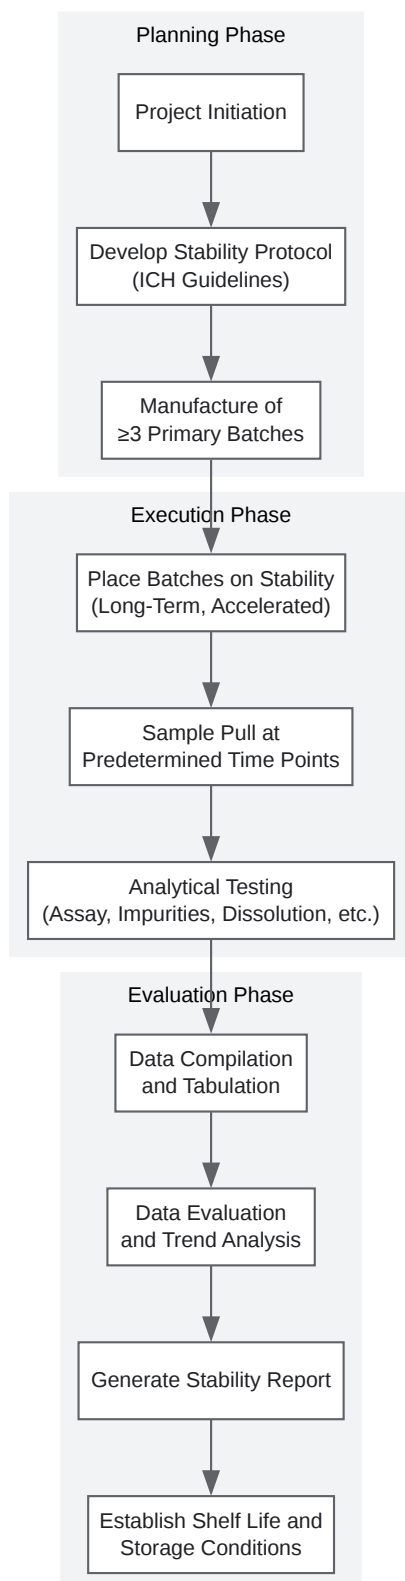 Planning Phase
Project Initiation
Develop Stability Protocol
(ICH Guidelines)
Manufacture of
≥3 Primary Batches
Execution Phase
Place Batches on Stability
(Long-Term, Accelerated)
Sample Pull at
Predetermined Time Points
Analytical Testing
(Assay, Impurities, Dissolution, etc.)
Evaluation Phase
Data Compilation
and Tabulation
Data Evaluation
and Trend Analysis
Generate Stability Report
Establish Shelf Life and
Storage Conditions